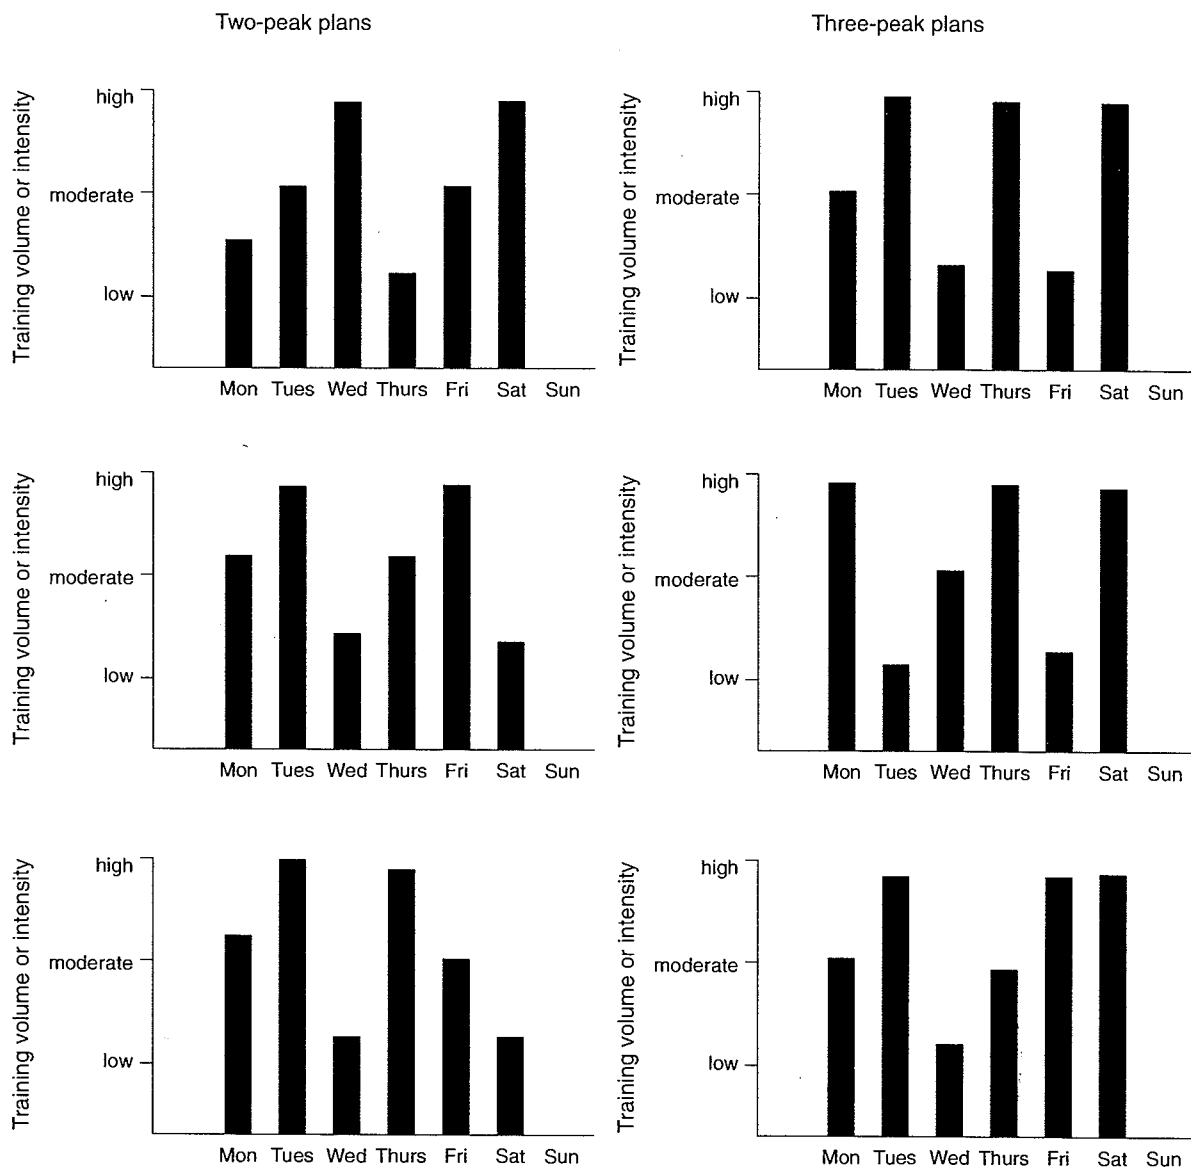 Two-peak plans
Three-peak plans
Training volume or intensity
high
moderate
low
Mon Tues Wed Thurs Fri Sat Sun
Training volume or intensity
high
moderate
low
Mon Tues Wed Thurs Fri Sat Sun
Training volume or intensity
high
moderate
low
Mon Tues Wed Thurs Fri Sat Sun
Training volume or intensity
high
moderate
low
Mon Tues Wed Thurs Fri Sat Sun
Training volume or intensity
high
moderate
low
Mon Tues Wed Thurs Fri Sat Sun
Training volume or intensity
high
moderate
low
Mon Tues Wed Thurs Fri Sat Sun